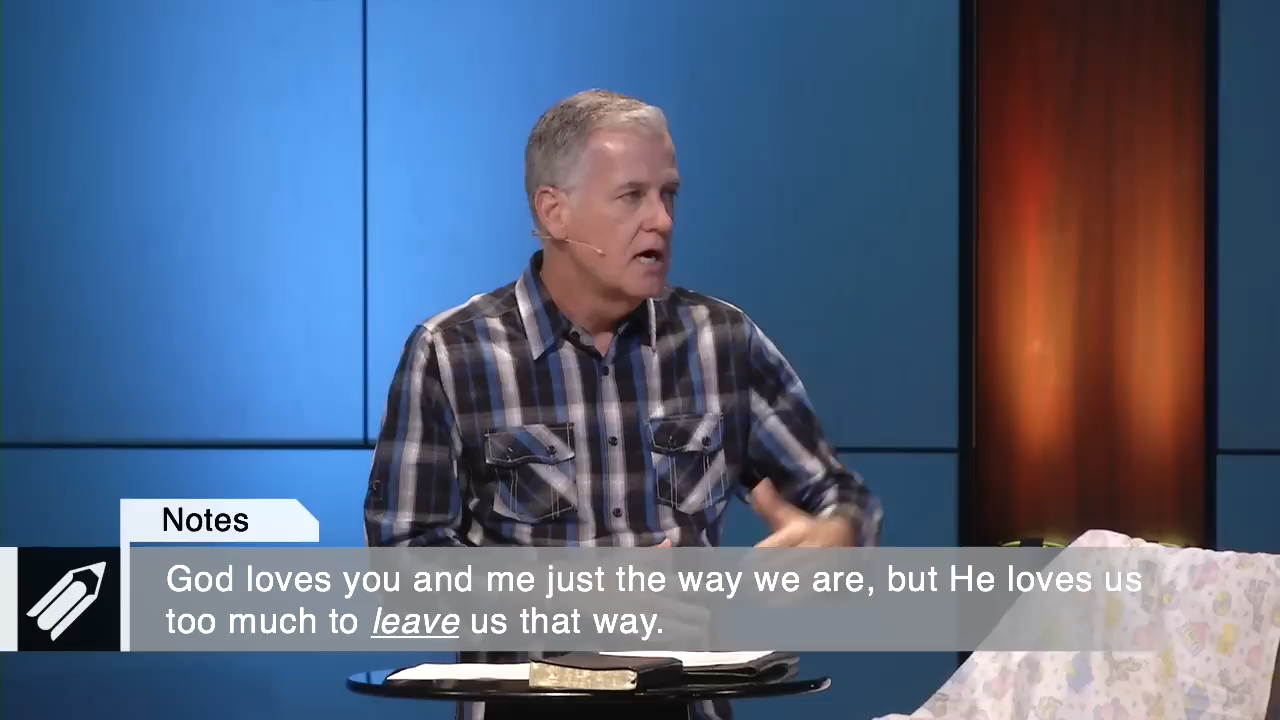 Notes
God loves you and me just the way we are, but He loves us
too much to leave us that way.